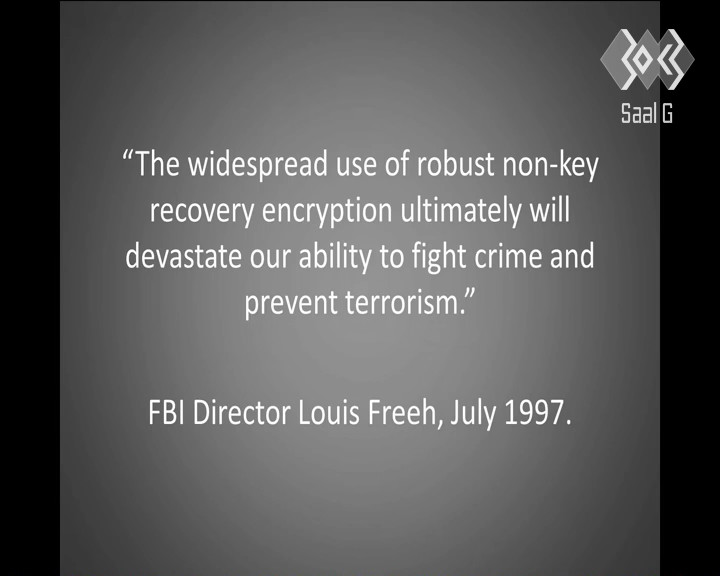 Saal G
“The widespread use of robust non-key
recovery encryption ultimately will
devastate our ability to fight crime and
prevent terrorism.”
FBI Director Louis Freeh, July 1997.